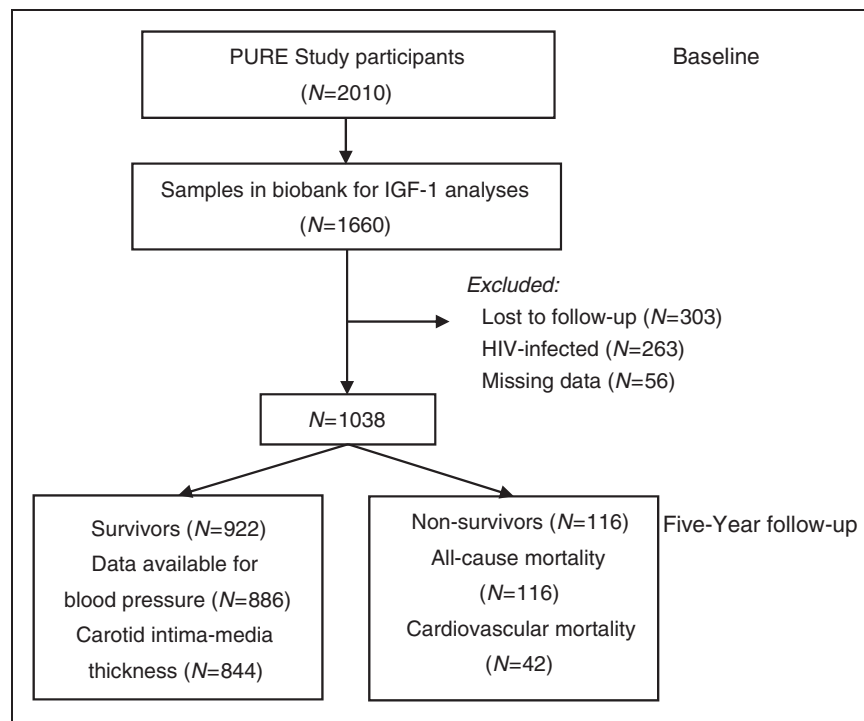 PURE Study participants
(N=2010)
Baseline
Samples in biobank for IGF-1 analyses
(N=1660)
Excluded:
Lost to follow-up (N=303)
HIV-infected (N=263)
Missing data (N=56)
N=1038
Survivors (N=922)
Data available for
blood pressure (N=886)
Carotid intima-media
thickness (N=844)
Non-survivors (N=116)
All-cause mortality
(N=116)
Cardiovascular mortality
(N=42)
Five-Year follow-up